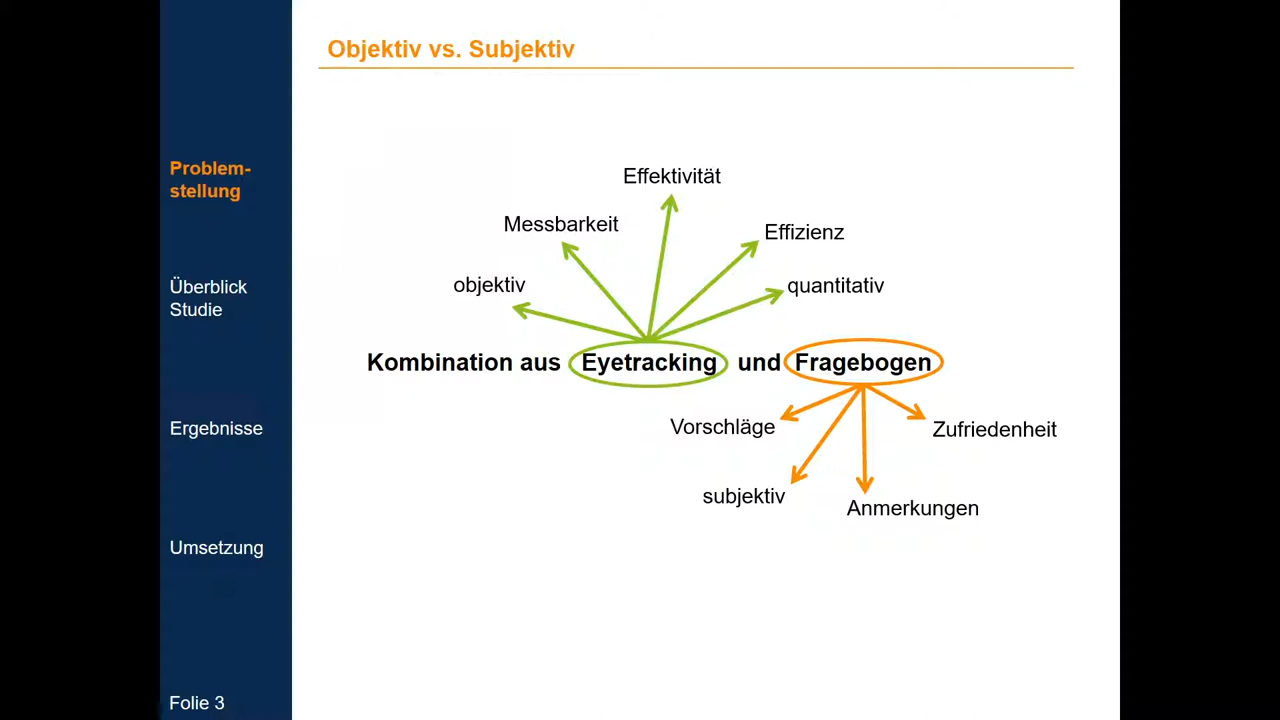 Objektiv vs. Subjektiv
Problem-
stellung
Überblick
Studie
Ergebnisse
Umsetzung
Folie 3
Effektivität
Messbarkeit
Effizienz
objektiv
quantitativ
Kombination aus Eyetracking und Fragebogen
Vorschläge
Zufriedenheit
subjektiv
Anmerkungen